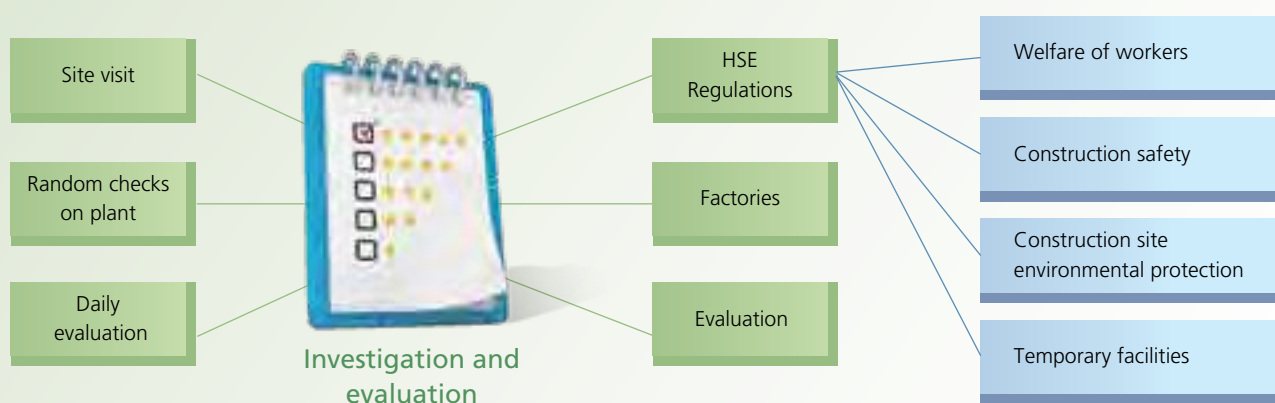 Site visit
Random checks
on plant
Daily
evaluation
Investigation and
evaluation
HSE
Regulations
Factories
Evaluation
Welfare of workers
Construction safety
Construction site
environmental protection
Temporary facilities